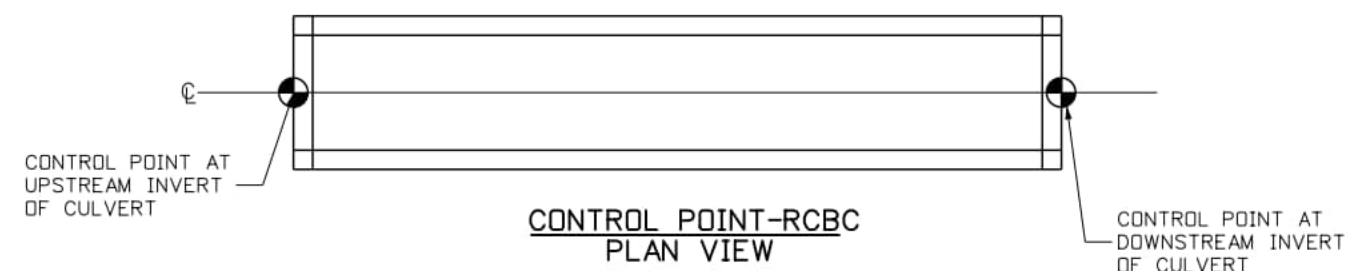 ℄
CONTROL POINT AT
UPSTREAM INVERT
OF CULVERT
CONTROL POINT-RCBC
PLAN VIEW
CONTROL POINT AT
DOWNSTREAM INVERT
OF CULVERT